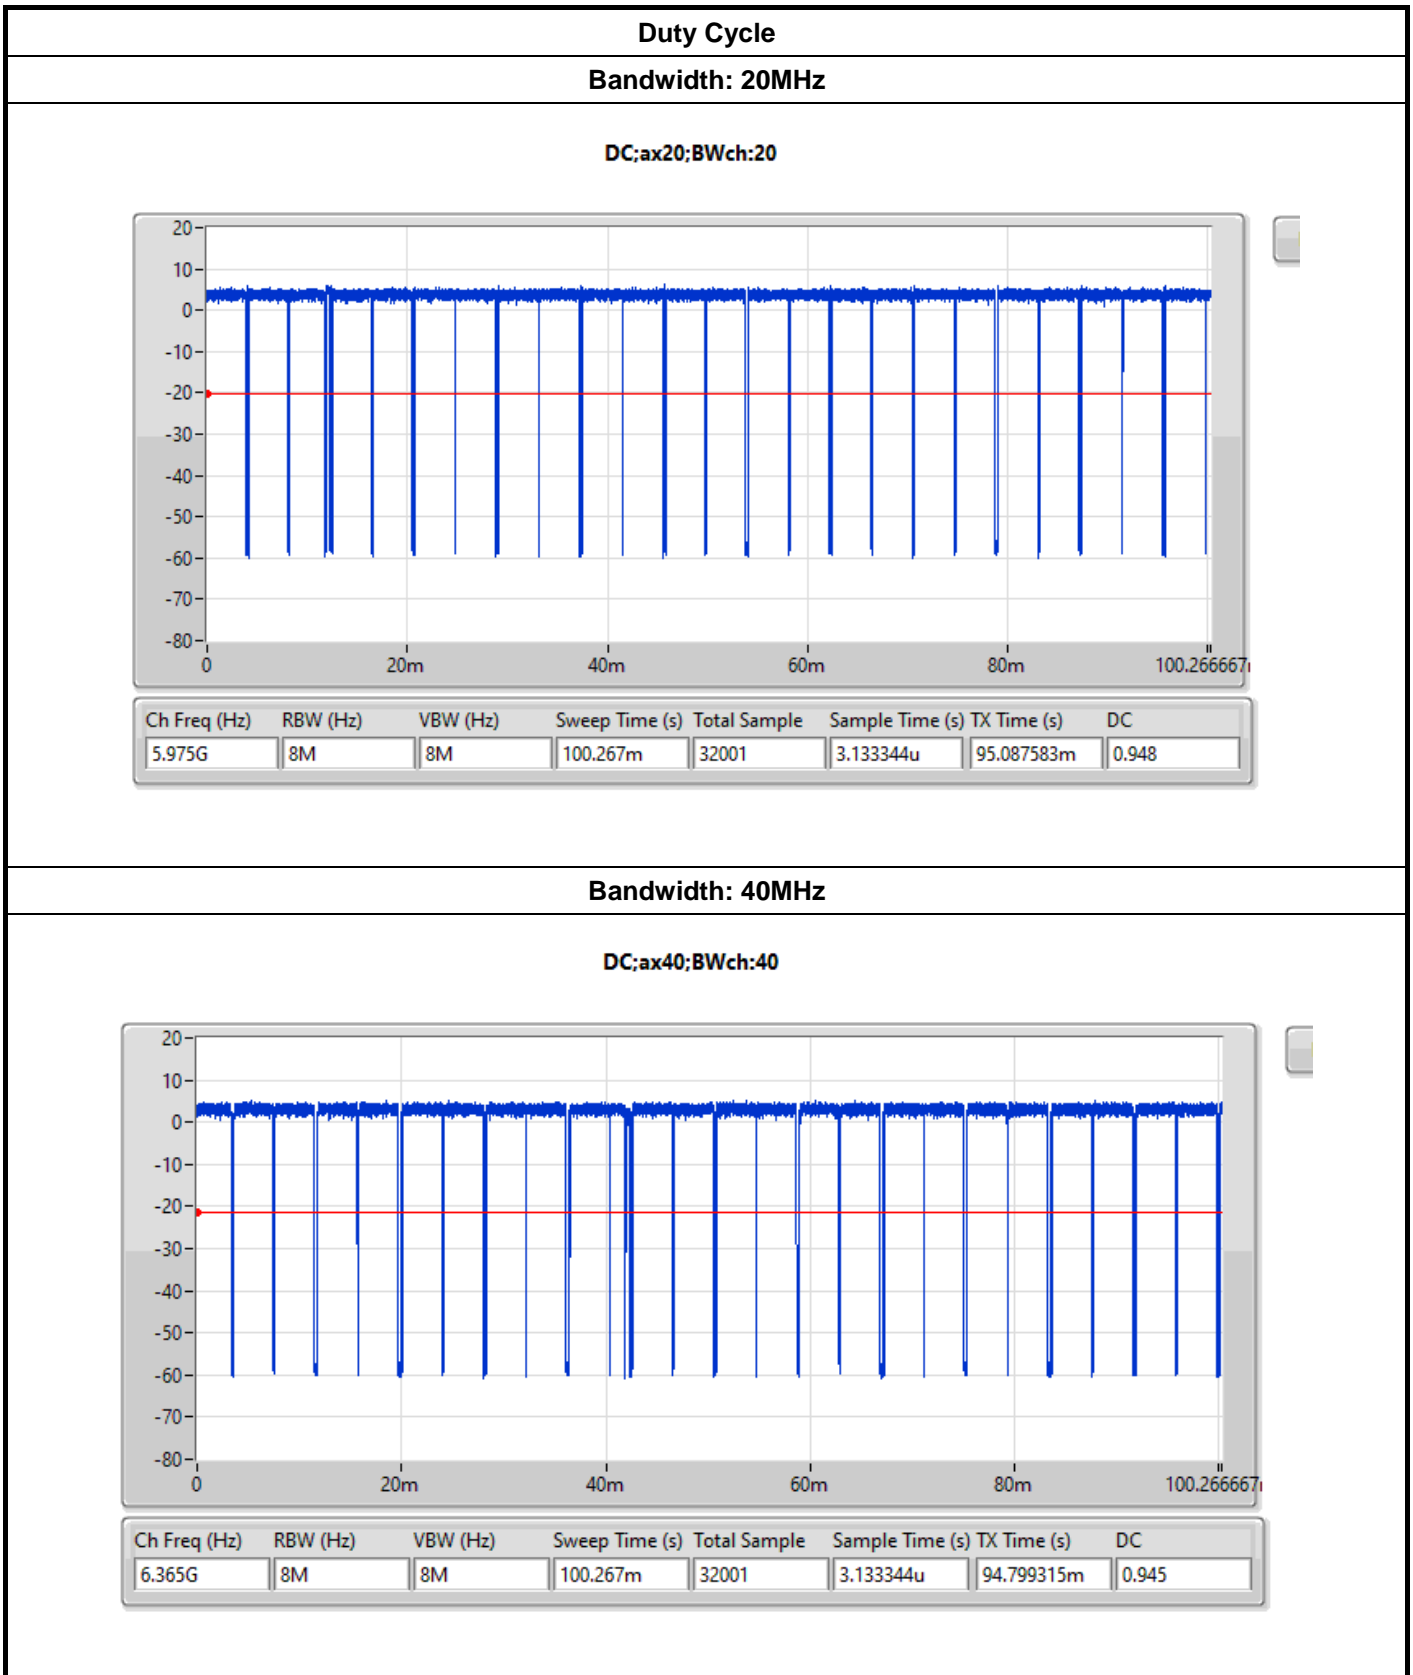 Duty Cycle
Bandwidth: 20MHz
DC;ax20;BWch:20
20
10
0
-10
-20
-30
-40
-50
-60
-70
-80
0 20m 40m 60m 80m 100.266667
Ch Freq (Hz) RBW (Hz) VBW (Hz) Sweep Time (s) Total Sample Sample Time (s) TX Time (s) DC
5.975G 8M 8M 100.267m 32001 3.133344u 95.087583m 0.948
Bandwidth: 40MHz
DC;ax40;BWch:40
20
10
0
-10
-20
-30
-40
-50
-60
-70
-80
0 20m 40m 60m 80m 100.266667
Ch Freq (Hz) RBW (Hz) VBW (Hz) Sweep Time (s) Total Sample Sample Time (s) TX Time (s) DC
6.365G 8M 8M 100.267m 32001 3.133344u 94.799315m 0.945